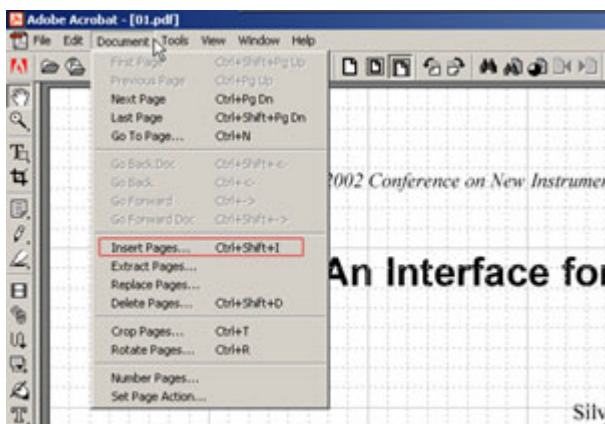 Adobe Acrobat - [01.pdf]
File Edit Document Tools View Window Help
First Page Ctrl+Shift+Pg Up
Previous Page Ctrl+Pg Up
Next Page Ctrl+Pg Dn
Last Page Ctrl+Shift+Pg Dn
Go To Page... Ctrl+N
Go Back Doc Ctrl+Shift+<-
Go Back Ctrl+<-
Go Forward Ctrl+->
Go Forward Doc Ctrl+Shift+->
2002 Conference on New Instrumen
Insert Pages... Ctrl+Shift+I
Extract Pages...
An Interface for
Replace Pages...
Delete Pages... Ctrl+Shift+D
Crop Pages... Ctrl+T
Rotate Pages... Ctrl+R
Number Pages...
Set Page Action...
Silv